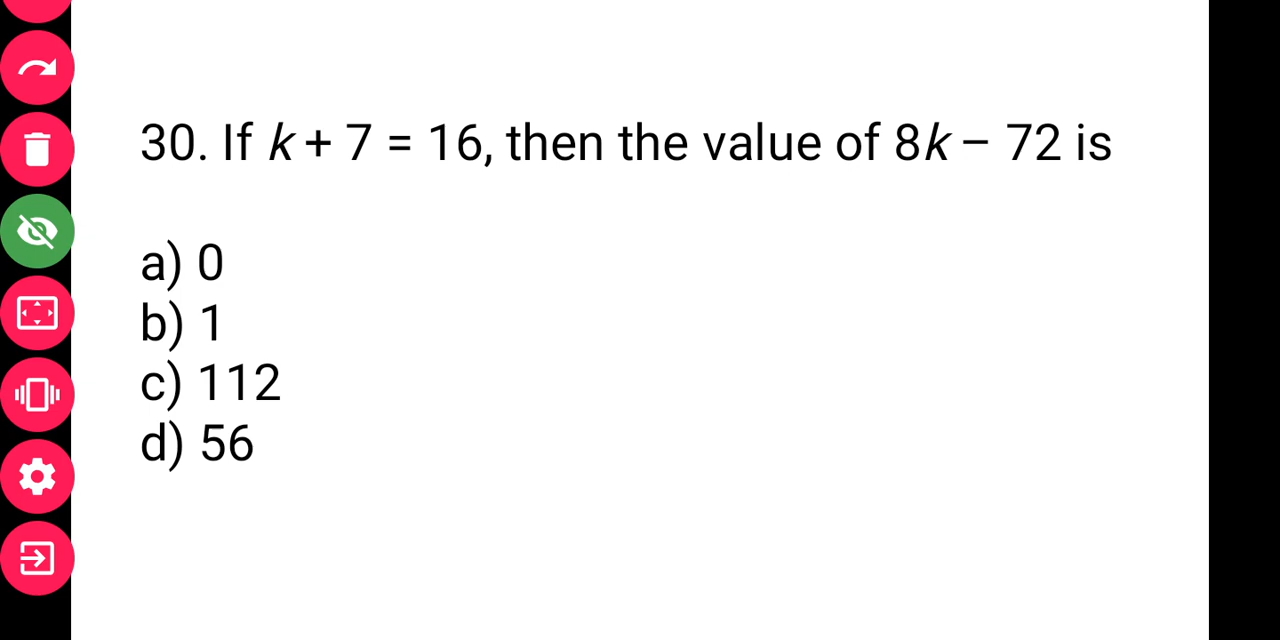 30. If k + 7 = 16, then the value of 8k – 72 is
a) 0
b) 1
c) 112
d) 56